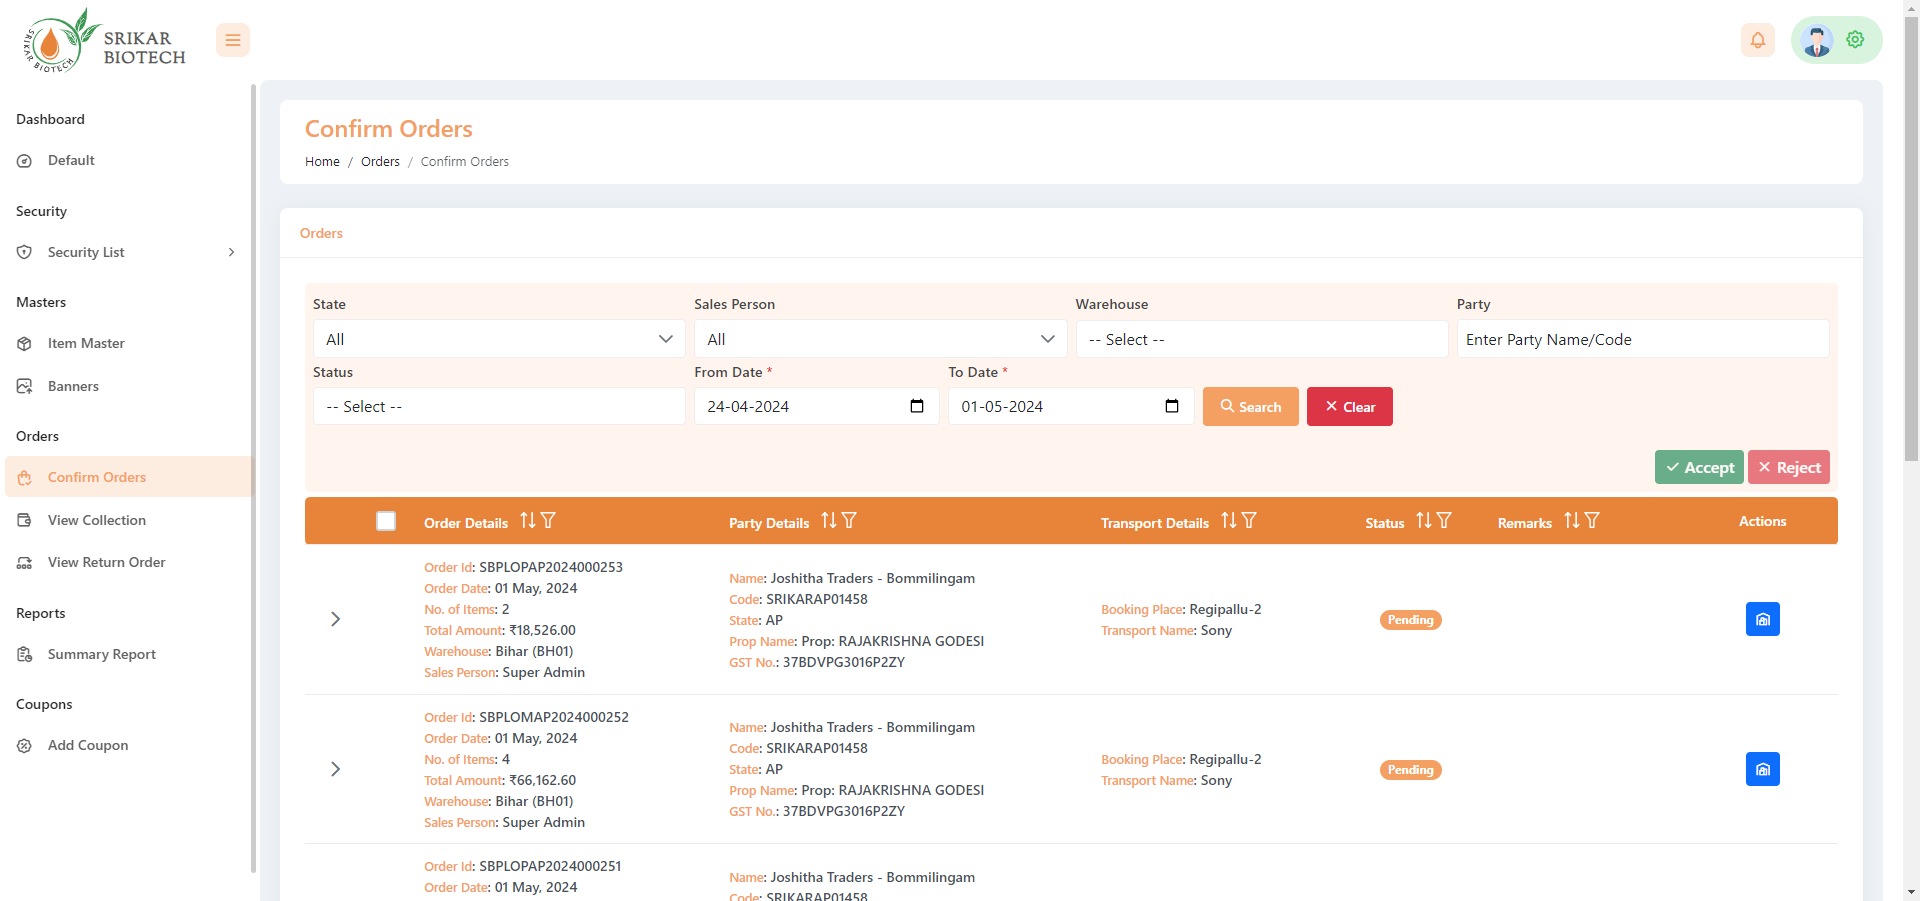 SRIKAR BIOTECH
SRIKAR
BIOTECH
Dashboard
Default
Security
Security List
Masters
Item Master
Banners
Orders
Confirm Orders
View Collection
View Return Order
Reports
Summary Report
Coupons
Add Coupon
Confirm Orders
Home / Orders / Confirm Orders
Orders
State Sales Person Warehouse Party
All All -- Select -- Enter Party Name/Code
Status From Date * To Date *
-- Select -- 24-04-2024 01-05-2024 Search Clear
Accept Reject
Order Details Party Details Transport Details Status Remarks Actions
Order Id: SBPLOPAP2024000253
Order Date: 01 May, 2024
No. of Items: 2
Total Amount: ₹18,526.00
Warehouse: Bihar (BH01)
Sales Person: Super Admin
Name: Joshitha Traders - Bommilingam
Code: SRIKARAP01458
State: AP
Prop Name: Prop: RAJAKRISHNA GODESI
GST No.: 37BDVPG3016P2ZY
Booking Place: Regipallu-2
Transport Name: Sony
Pending
Order Id: SBPLOMAP2024000252
Order Date: 01 May, 2024
No. of Items: 4
Total Amount: ₹66,162.60
Warehouse: Bihar (BH01)
Sales Person: Super Admin
Name: Joshitha Traders - Bommilingam
Code: SRIKARAP01458
State: AP
Prop Name: Prop: RAJAKRISHNA GODESI
GST No.: 37BDVPG3016P2ZY
Booking Place: Regipallu-2
Transport Name: Sony
Pending
Order Id: SBPLOPAP2024000251
Order Date: 01 May, 2024
Name: Joshitha Traders - Bommilingam
Code: SRIKARAP01458